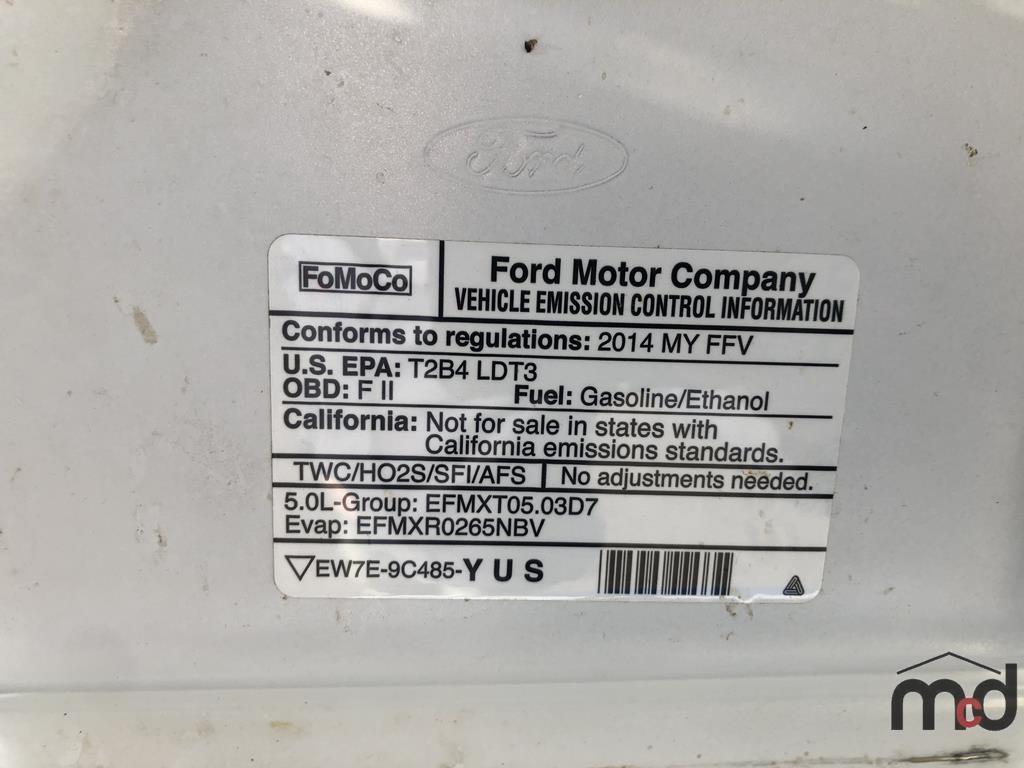 Ford
FoMoCo
Ford Motor Company
VEHICLE EMISSION CONTROL INFORMATION
Conforms to regulations: 2014 MY FFV
U.S. EPA: T2B4 LDT3
OBD: F II Fuel: Gasoline/Ethanol
California: Not for sale in states with
California emissions standards.
TWC/HO2S/SFI/AFS No adjustments needed.
5.0L-Group: EFMXT05.03D7
Evap: EFMXR0265NBV
EW7E-9C485-Y U S
mcd